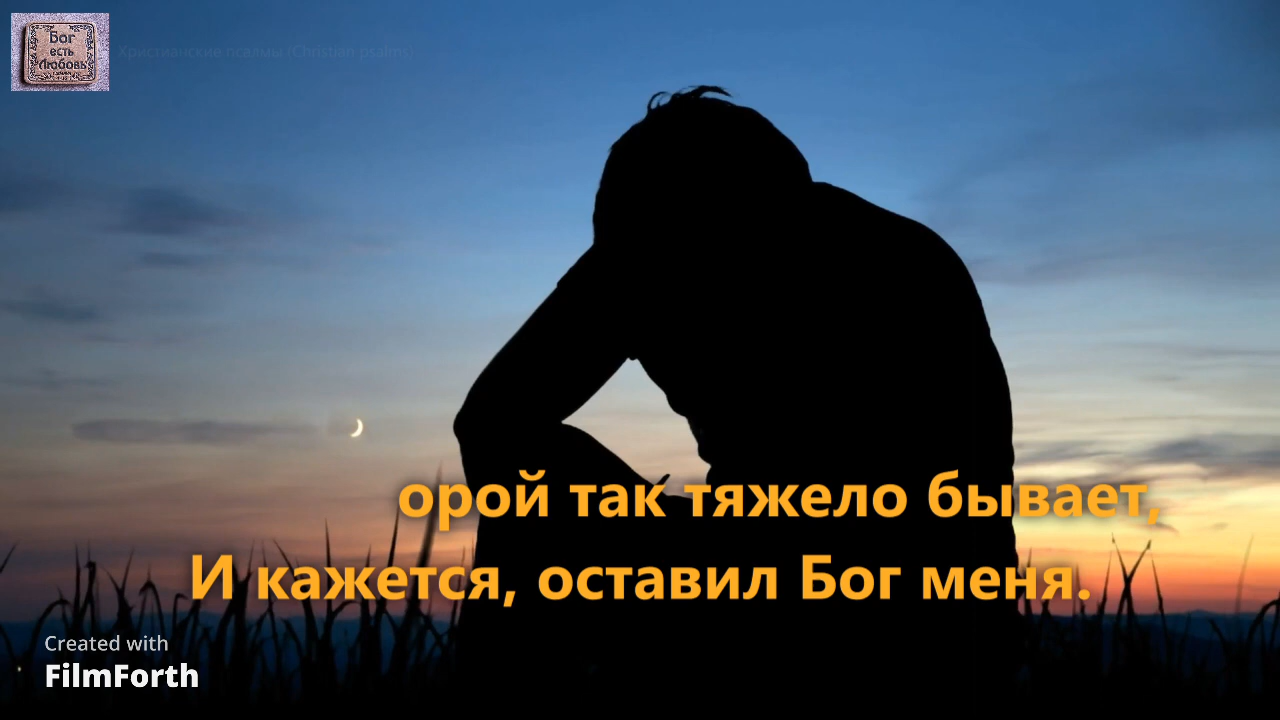 Бог
есть
Любовь
Христианские псалмы (Christian psalms)
орой так тяжело бывает,
И кажется, оставил Бог меня.
Created with
FilmForth